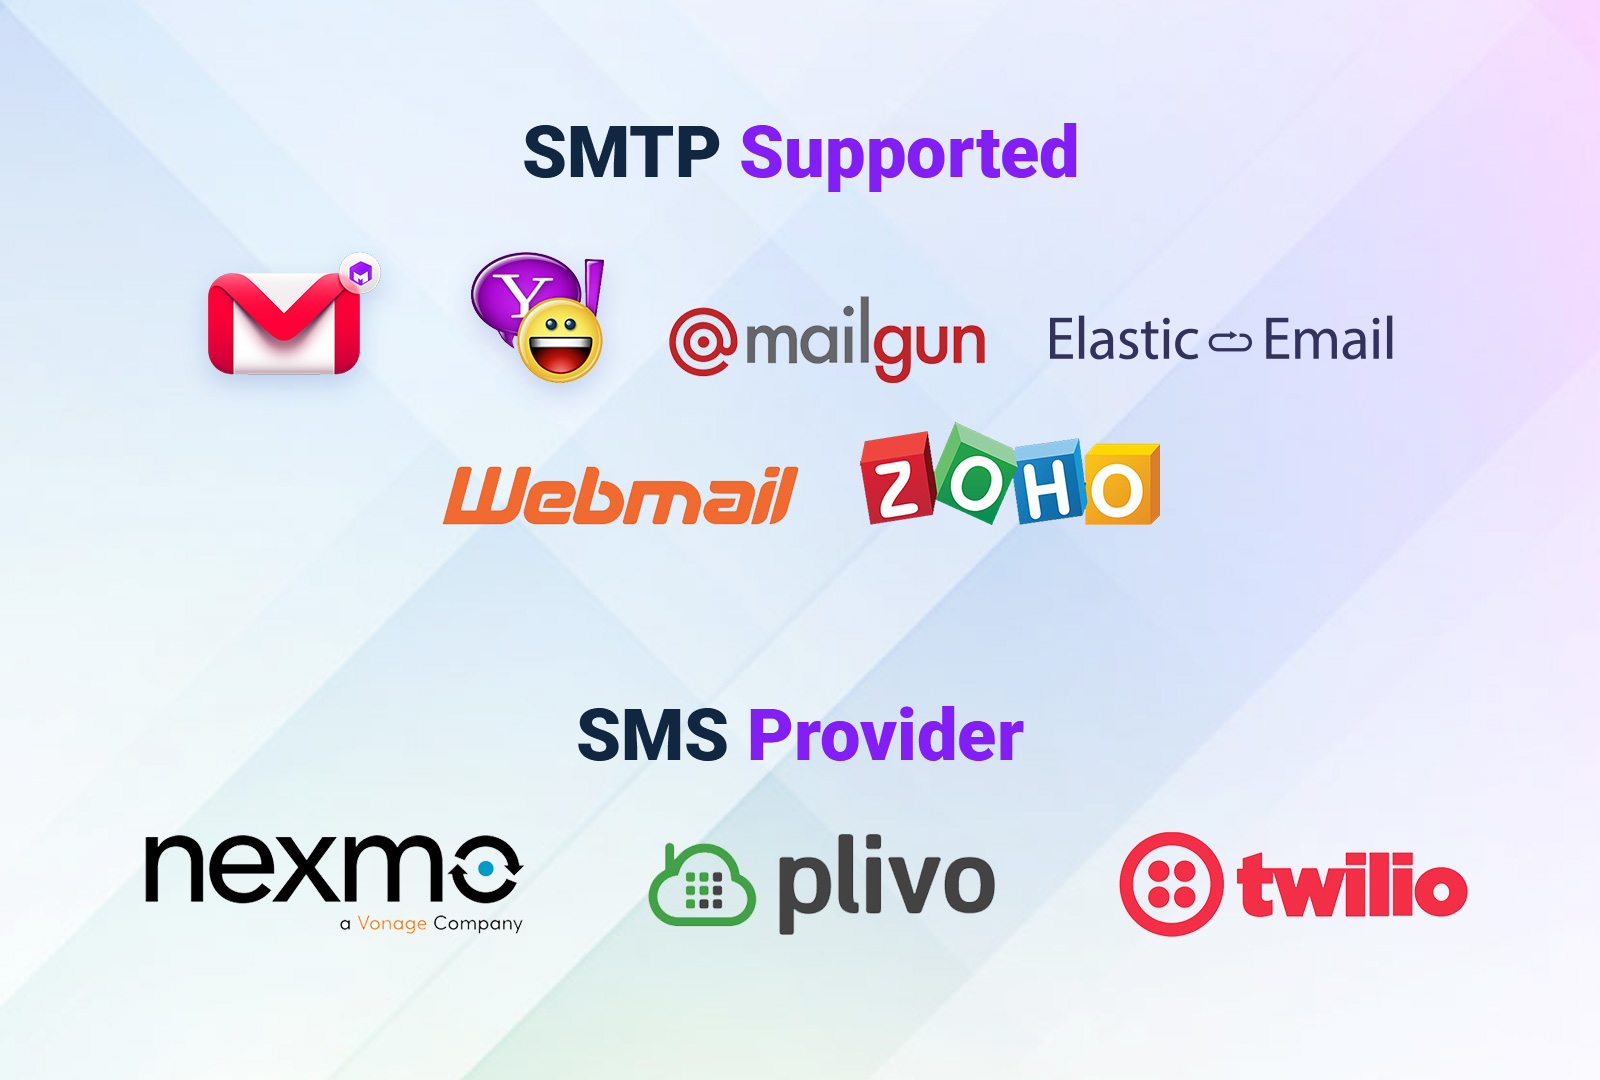 SMTP Supported
Y!
@mailgun
Elastic Email
Webmail
ZOHO
SMS Provider
nexmo
a Vonage Company
plivo
twilio